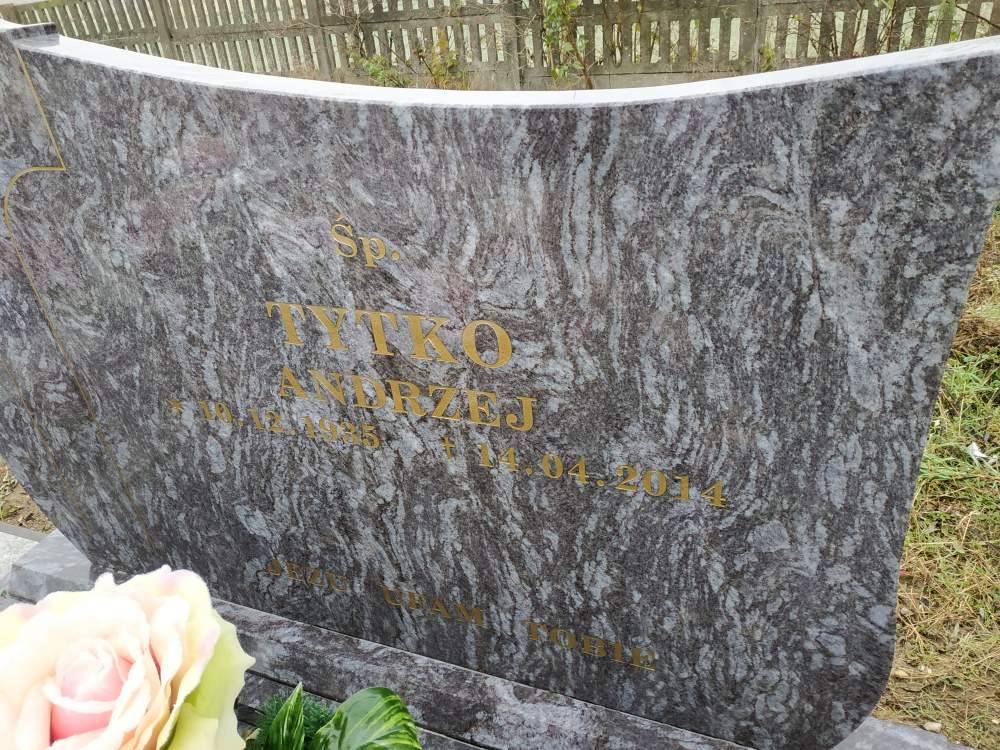 Śp.
TYTKO
ANDRZEJ
* 10.12.1935 † 14.04.2014
JEZU UFAM TOBIE